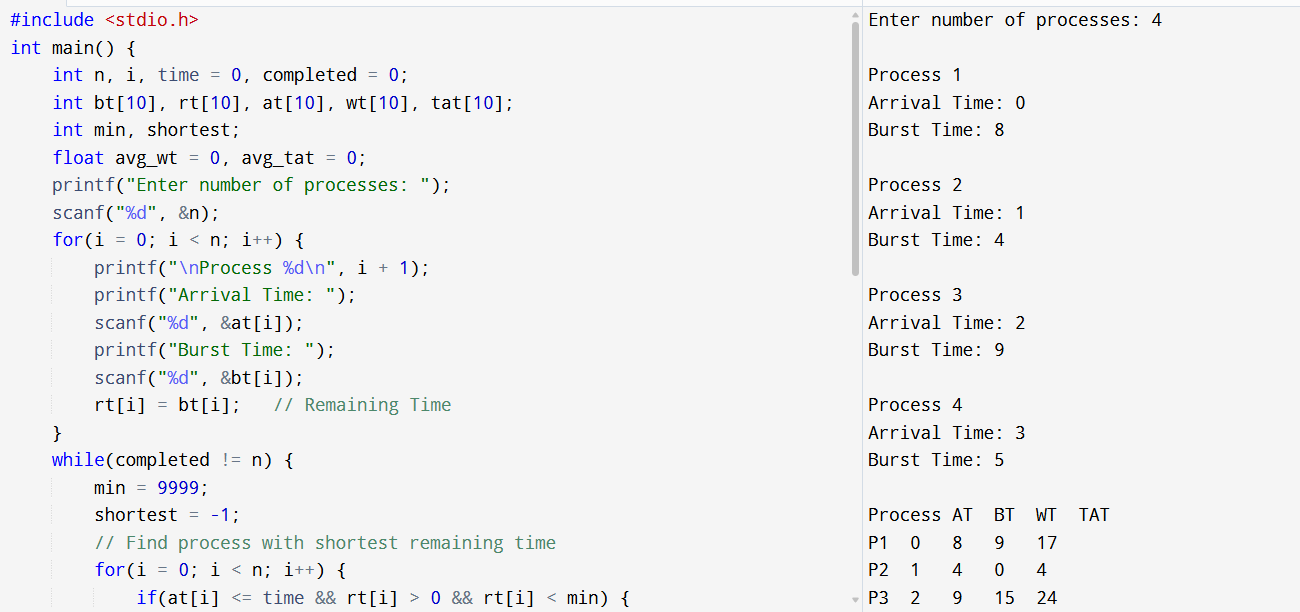 #include <stdio.h>
int main() {
    int n, i, time = 0, completed = 0;
    int bt[10], rt[10], at[10], wt[10], tat[10];
    int min, shortest;
    float avg_wt = 0, avg_tat = 0;
    printf("Enter number of processes: ");
    scanf("%d", &n);
    for(i = 0; i < n; i++) {
        printf("\nProcess %d\n", i + 1);
        printf("Arrival Time: ");
        scanf("%d", &at[i]);
        printf("Burst Time: ");
        scanf("%d", &bt[i]);
        rt[i] = bt[i];   // Remaining Time
    }
    while(completed != n) {
        min = 9999;
        shortest = -1;
        // Find process with shortest remaining time
        for(i = 0; i < n; i++) {
            if(at[i] <= time && rt[i] > 0 && rt[i] < min) {
Enter number of processes: 4

Process 1
Arrival Time: 0
Burst Time: 8

Process 2
Arrival Time: 1
Burst Time: 4

Process 3
Arrival Time: 2
Burst Time: 9

Process 4
Arrival Time: 3
Burst Time: 5

Process AT  BT  WT  TAT
P1  0   8   9   17
P2  1   4   0   4
P3  2   9   15  24